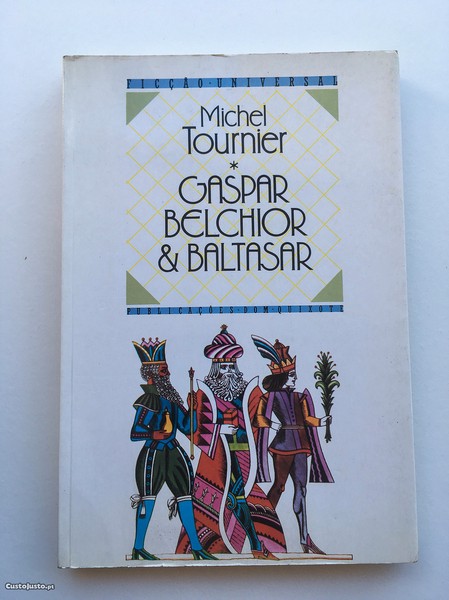 FICÇÃO·UNIVERSAL
Michel
Tournier
*
GASPAR
BELCHIOR
& BALTASAR
PUBLICAÇÕES·DOM·QUIXOTE
CustoJusto.pt